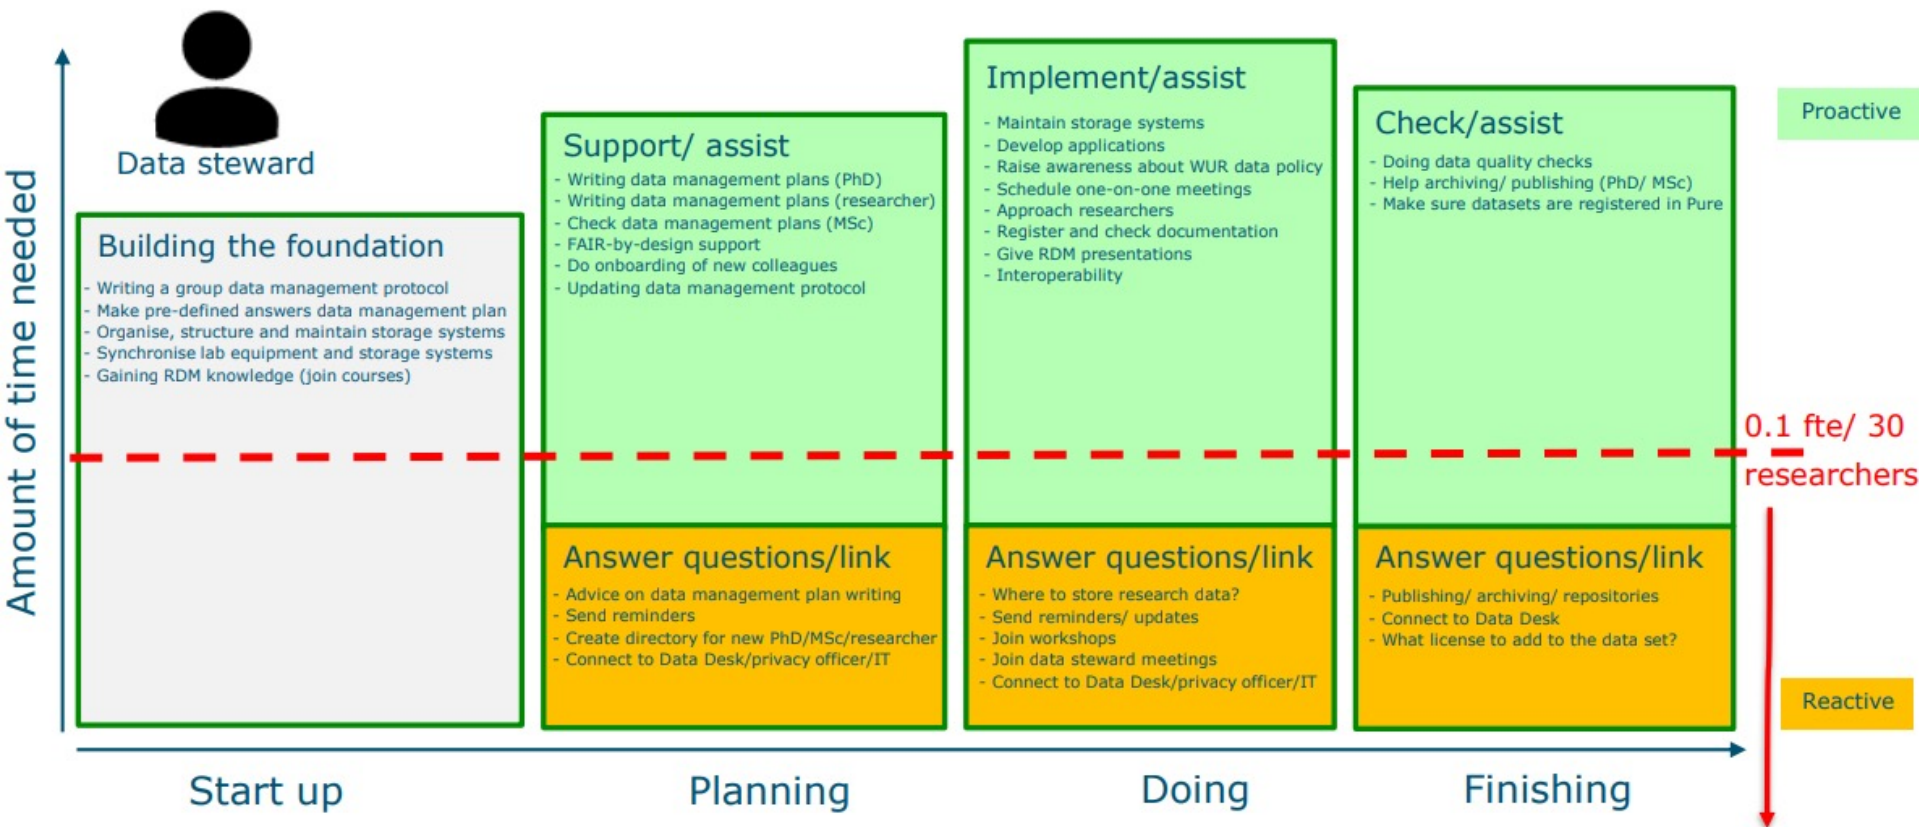 Data steward
Amount of time needed
Building the foundation
- Writing a group data management protocol
- Make pre-defined answers data management plan
- Organise, structure and maintain storage systems
- Synchronise lab equipment and storage systems
- Gaining RDM knowledge (join courses)
Support/ assist
- Writing data management plans (PhD)
- Writing data management plans (researcher)
- Check data management plans (MSc)
- FAIR-by-design support
- Do onboarding of new colleagues
- Updating data management protocol
Implement/assist
- Maintain storage systems
- Develop applications
- Raise awareness about WUR data policy
- Schedule one-on-one meetings
- Approach researchers
- Register and check documentation
- Give RDM presentations
- Interoperability
Check/assist
- Doing data quality checks
- Help archiving/ publishing (PhD/ MSc)
- Make sure datasets are registered in Pure
Proactive
0.1 fte/ 30
researchers
Answer questions/link
- Advice on data management plan writing
- Send reminders
- Create directory for new PhD/MSc/researcher
- Connect to Data Desk/privacy officer/IT
Answer questions/link
- Where to store research data?
- Send reminders/ updates
- Join workshops
- Join data steward meetings
- Connect to Data Desk/privacy officer/IT
Answer questions/link
- Publishing/ archiving/ repositories
- Connect to Data Desk
- What license to add to the data set?
Reactive
Start up
Planning
Doing
Finishing